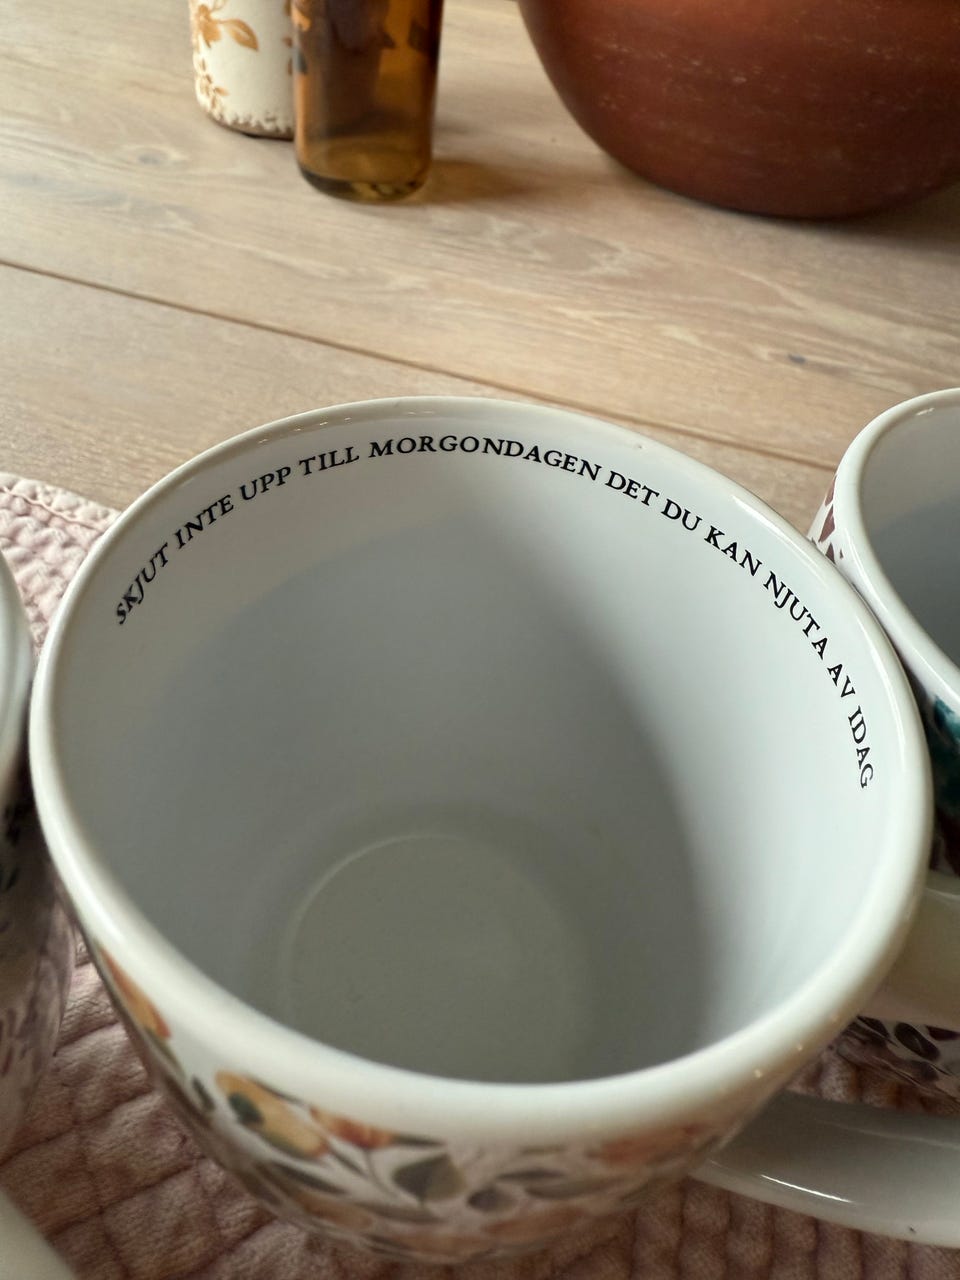 SKJUT INTE UPP TILL MORGONDAGEN DET DU KAN NJUTA AV IDAG